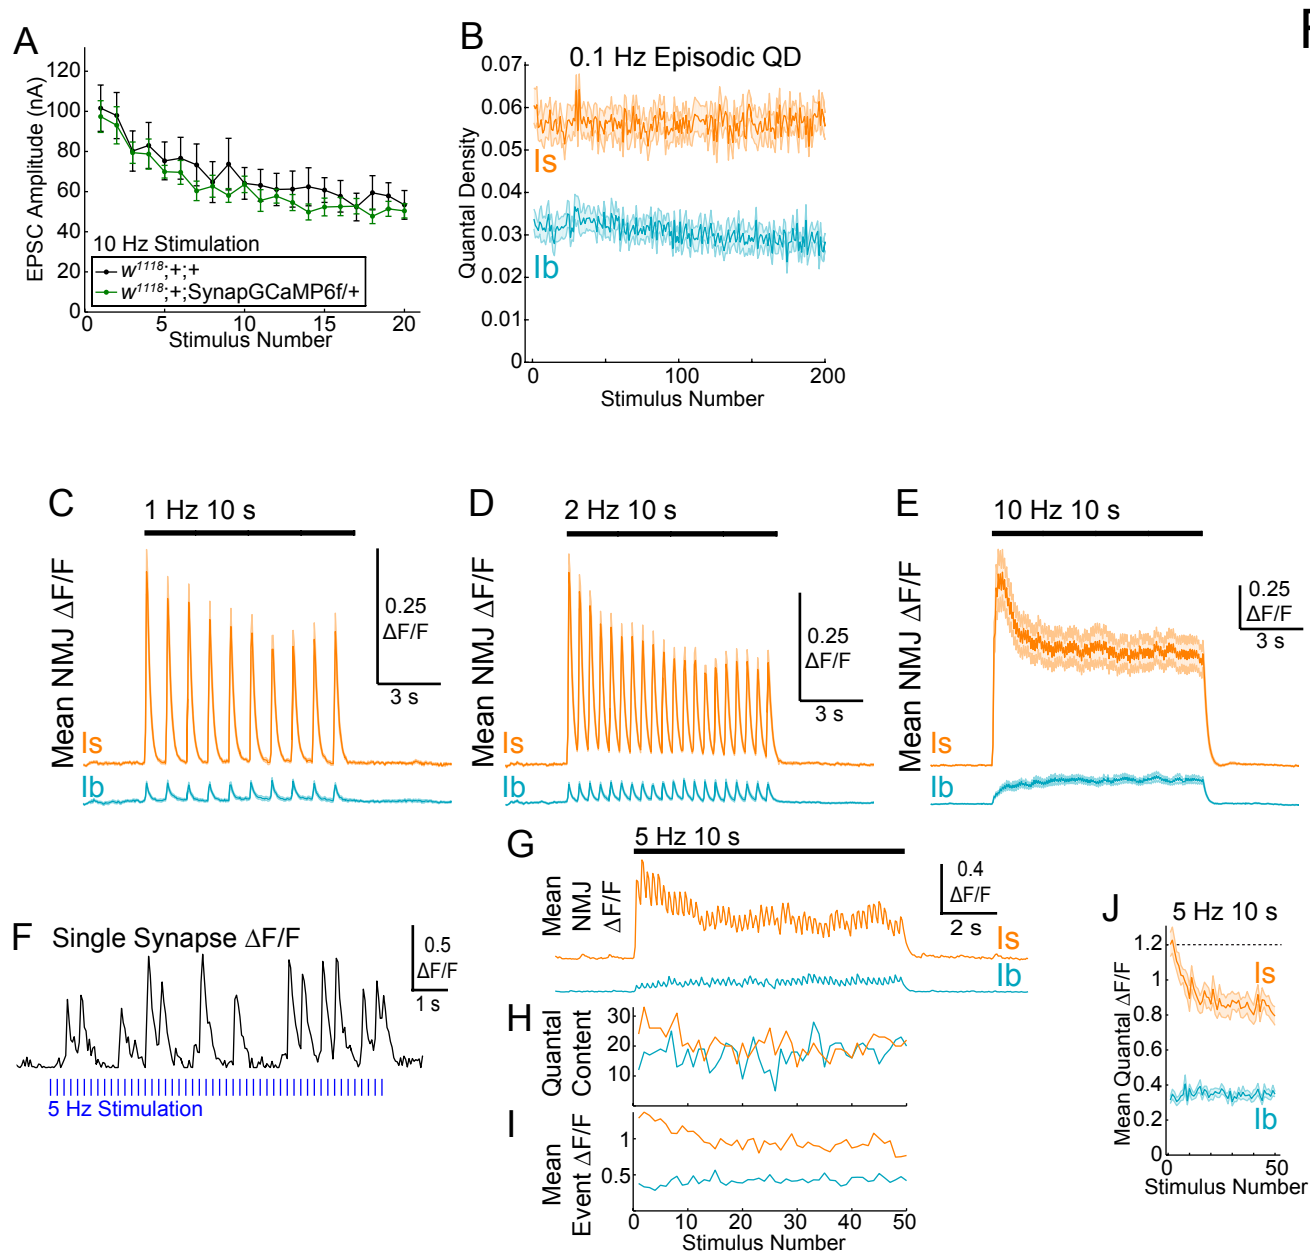 A
EPSC Amplitude (nA)
120
100
80
60
40
20
0
10 Hz Stimulation
w1118;+;+
w1118;+;SynapGCaMP6f/+
0 5 10 15 20
Stimulus Number
B
0.1 Hz Episodic QD
Quantal Density
0.07
0.06
0.05
0.04
0.03
0.02
0.01
0
Is
Ib
0 100 200
Stimulus Number
C
1 Hz 10 s
Mean NMJ ΔF/F
0.25
ΔF/F
3 s
Is
Ib
D
2 Hz 10 s
Mean NMJ ΔF/F
0.25
ΔF/F
3 s
Is
Ib
E
10 Hz 10 s
Mean NMJ ΔF/F
0.25
ΔF/F
3 s
Is
Ib
F
Single Synapse ΔF/F
0.5
ΔF/F
1 s
5 Hz Stimulation
G
5 Hz 10 s
Mean
NMJ
ΔF/F
0.4
ΔF/F
2 s
Is
Ib
H
Quantal
Content
30
20
10
I
Mean
Event ΔF/F
1
0.5
0 10 20 30 40 50
Stimulus Number
J
5 Hz 10 s
Mean Quantal ΔF/F
1.2
1
0.8
0.6
0.4
0.2
0
Is
Ib
0 50
Stimulus Number